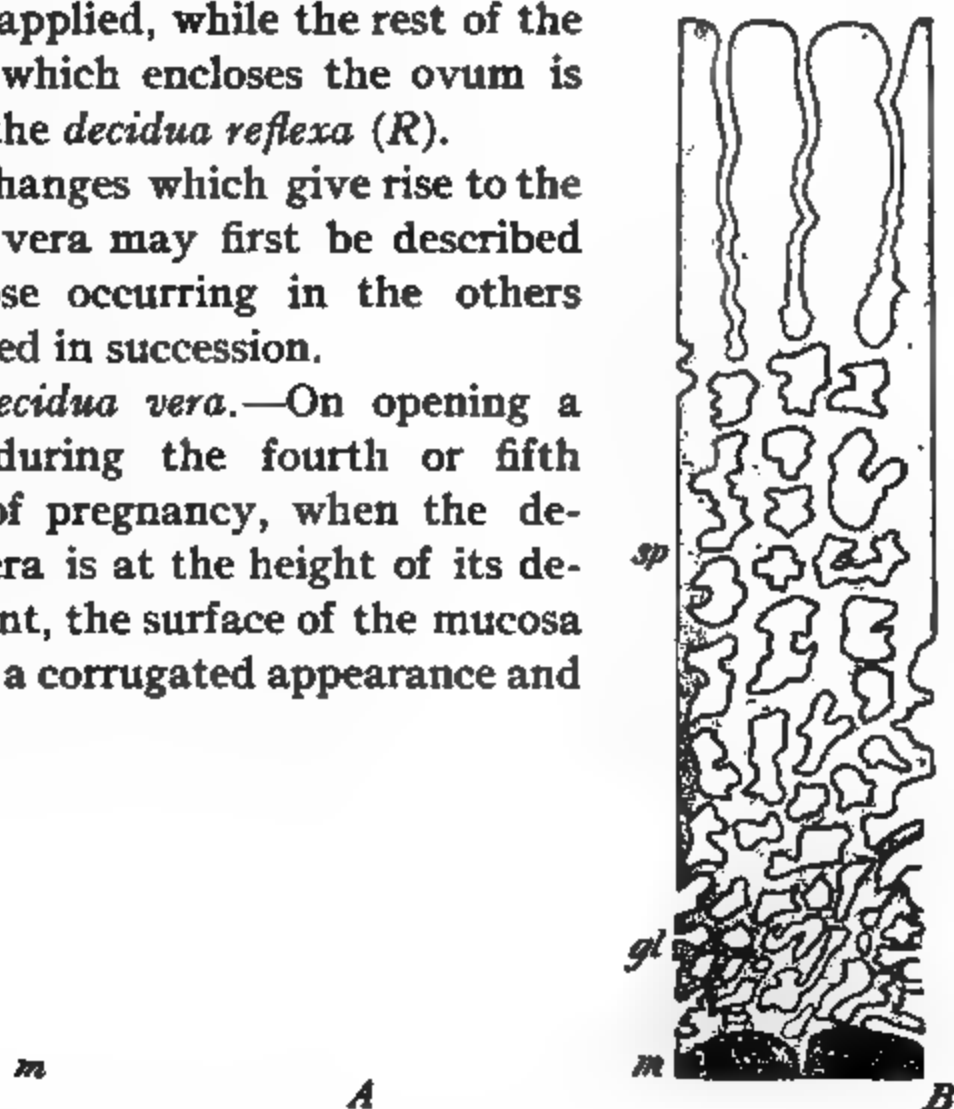 applied, while the rest of the
which encloses the ovum is
the decidua reflexa (R).
hanges which give rise to the
vera may first be described
se occurring in the others
ed in succession.
ecidua vera.—On opening a
during the fourth or fifth
of pregnancy, when the de-
ra is at the height of its de-
nt, the surface of the mucosa
a corrugated appearance and
sp
gl
m
m
A
B